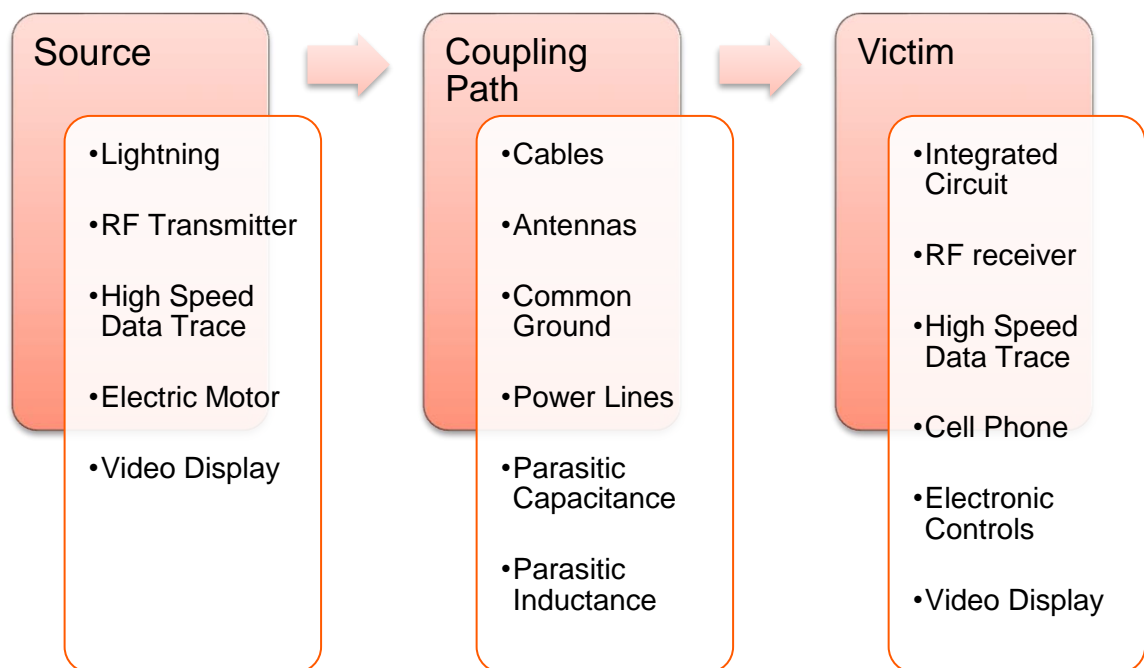 Source
•Lightning
•RF Transmitter
•High Speed
Data Trace
•Electric Motor
•Video Display
Coupling
Path
•Cables
•Antennas
•Common
Ground
•Power Lines
•Parasitic
Capacitance
•Parasitic
Inductance
Victim
•Integrated
Circuit
•RF receiver
•High Speed
Data Trace
•Cell Phone
•Electronic
Controls
•Video Display